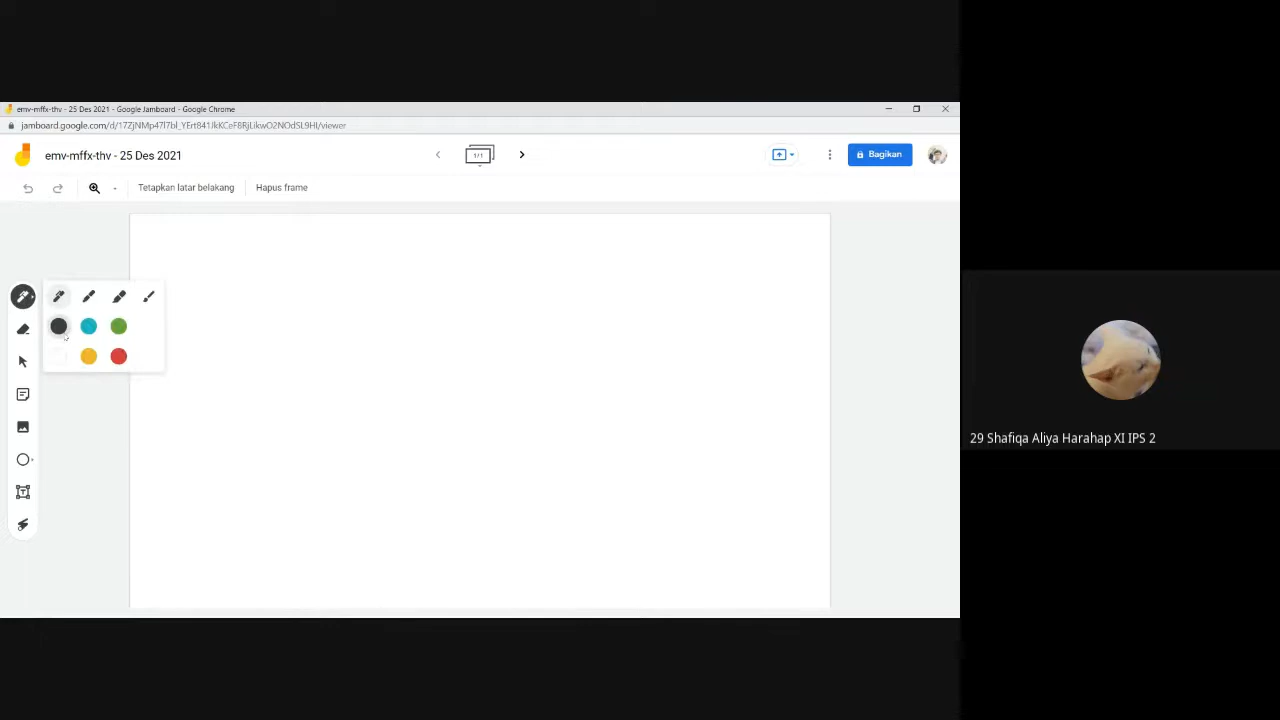 emv-mffx-thv - 25 Des 2021 - Google Jamboard - Google Chrome
emv-mffx-thv - 25 Des 2021
1/1
Bagikan
Tetapkan latar belakang
Hapus frame
29 Shafiqa Aliya Harahap XI IPS 2